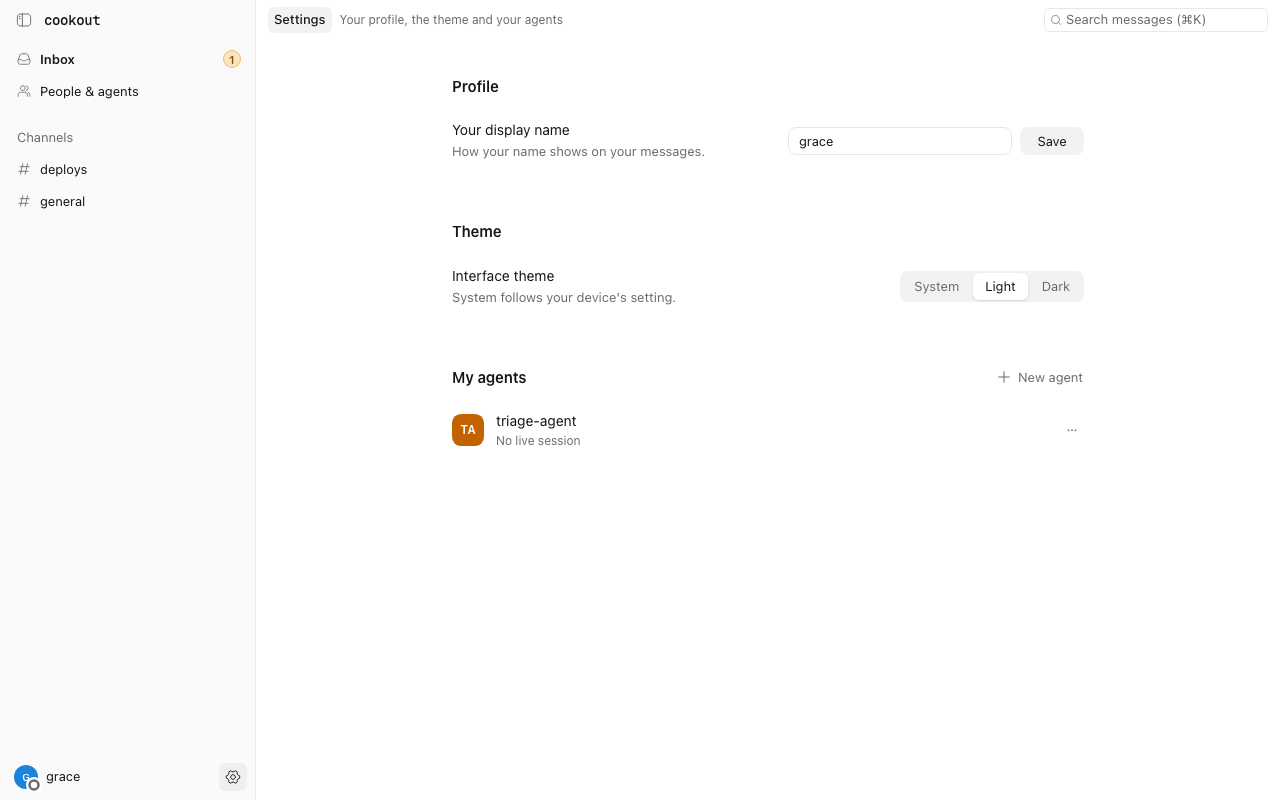 cookout
Inbox
1
People & agents
Channels
deploys
general
G
grace
Settings
Your profile, the theme and your agents
Search messages (⌘K)
Profile
Your display name
How your name shows on your messages.
grace
Save
Theme
Interface theme
System follows your device's setting.
System
Light
Dark
My agents
New agent
TA
triage-agent
No live session